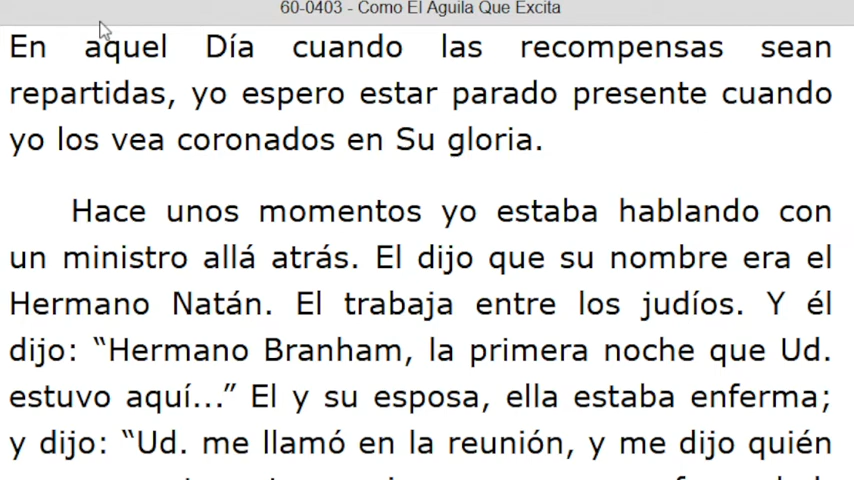 60-0403 - Como El Aguila Que Excita
En aquel Día cuando las recompensas sean
repartidas, yo espero estar parado presente cuando
yo los vea coronados en Su gloria.
Hace unos momentos yo estaba hablando con
un ministro allá atrás. El dijo que su nombre era el
Hermano Natán. El trabaja entre los judíos. Y él
dijo: “Hermano Branham, la primera noche que Ud.
estuvo aquí...” El y su esposa, ella estaba enferma;
y dijo: “Ud. me llamó en la reunión, y me dijo quién